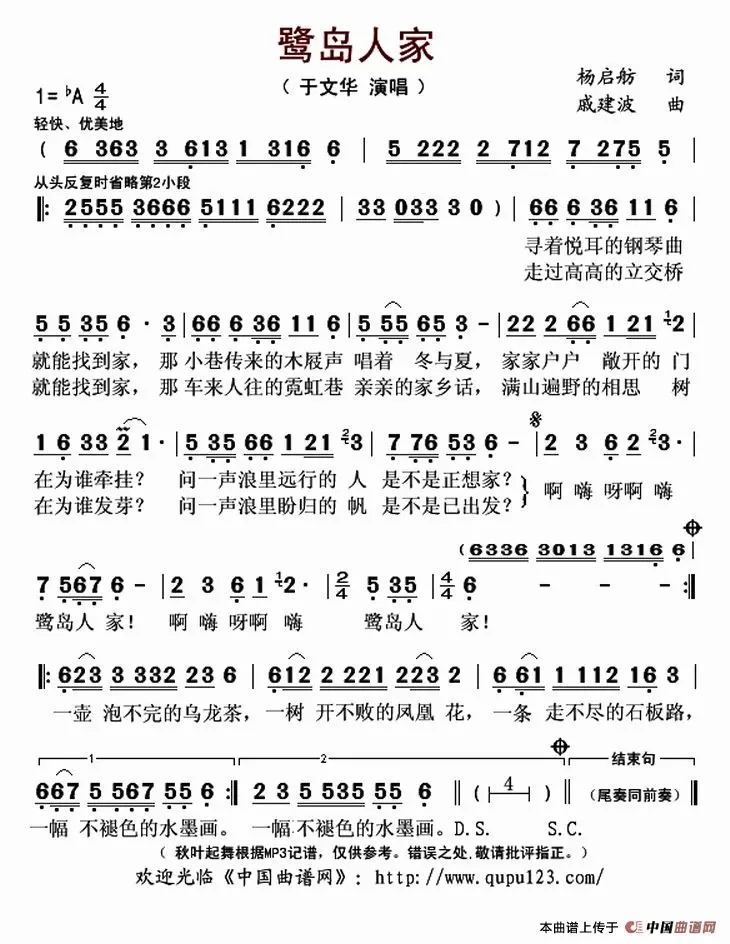 鹭岛人家
（ 于文华 演唱 ）
杨启舫 词
戚建波 曲
1=♭A 4/4
轻快、优美地
( 6 363 3 613 1 316 6 | 5 222 2 712 7 275 5 |
从头反复时省略第2小段
‖: 2555 3666 5111 6222 | 33 033 3 0 ) | 66 6 36 11 6 |
寻着悦耳的钢琴曲
走过高高的立交桥
5 5 35 6 · 3 | 66 6 36 11 16 | 5 55 65 3 - | 22 2 66 1 21 12 |
就能找到家， 那 小巷传来的木屐声 唱着 冬与夏， 家家户户 敞开的 门
就能找到家， 那 车来人往的霓虹巷 亲亲的家乡话， 满山遍野的相思 树
1 6 33 2 1· | 5 35 66 1 21 23 | 7 76 53 6 - | 2 3 6 2 23· |
在为谁牵挂？ 问一声浪里远行的 人 是不是正想家？
在为谁发芽？ 问一声浪里盼归的 帆 是不是已出发？
啊 嗨 呀啊 嗨
(6336 3013 1316 6 |
7 567 6 - | 2 3 6 1 12· | 2/4 5 35 | 4/4 6 - - - :‖
鹭岛人 家！ 啊 嗨 呀啊 嗨 鹭岛人 家！
‖: 623 3 332 23 6 | 612 2 221 223 2 | 6 61 1 112 16 3 |
一壶 泡不完的乌龙茶，一树 开不败的凤凰 花，一条 走不尽的石板路，
1 2 结束句
667 5 567 55 6 :‖ 2 3 5 535 55 6 ‖ ( 4 ) ‖ (尾奏同前奏) ‖
一幅 不褪色的水墨画。 一幅 不褪色的水墨画。D.S. S.C.
（ 秋叶起舞根据MP3记谱，仅供参考。错误之处,敬请批评指正。）
欢迎光临《中国曲谱网》：http://www.qupu123.com/
本曲谱上传于 中国曲谱网